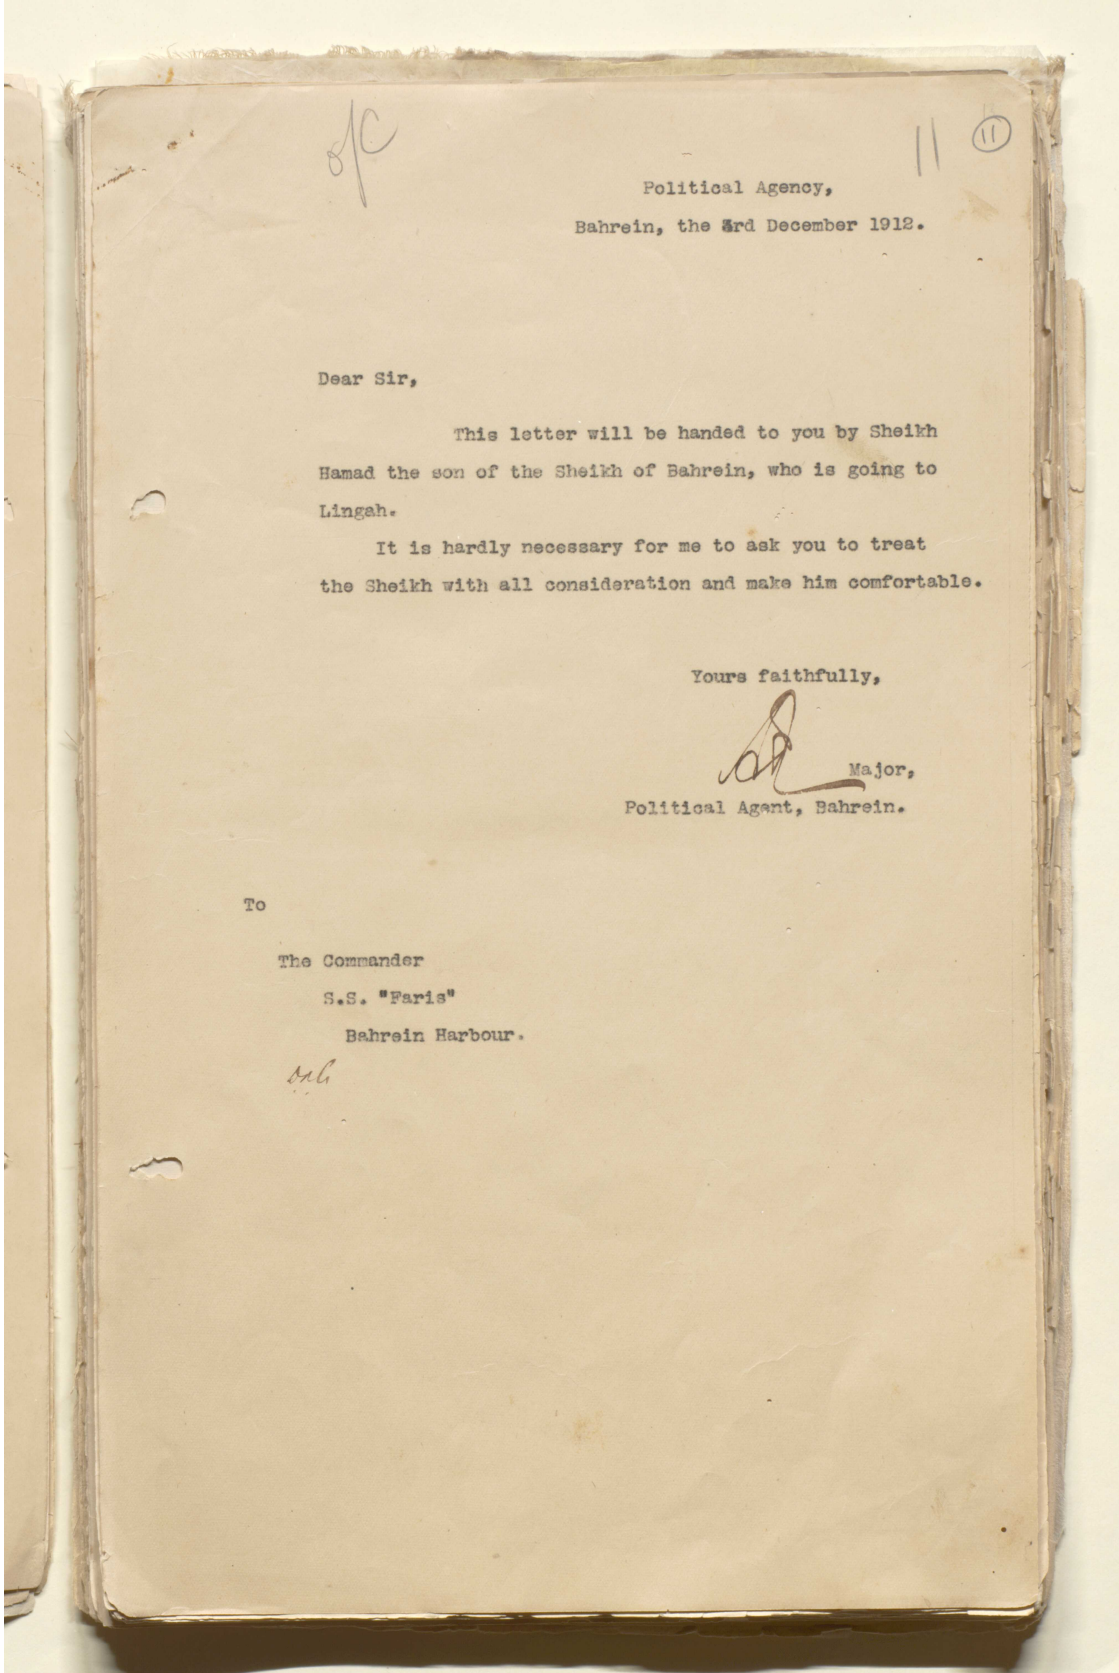 o/c
11
11
Political Agency,
Bahrein, the 3rd December 1912.
Dear Sir,
This letter will be handed to you by Sheikh
Hamad the son of the Sheikh of Bahrein, who is going to
Lingah.
It is hardly necessary for me to ask you to treat
the Sheikh with all consideration and make him comfortable.
Yours faithfully,
Major,
Political Agent, Bahrein.
To
The Commander
S.S. "Faris"
Bahrein Harbour.